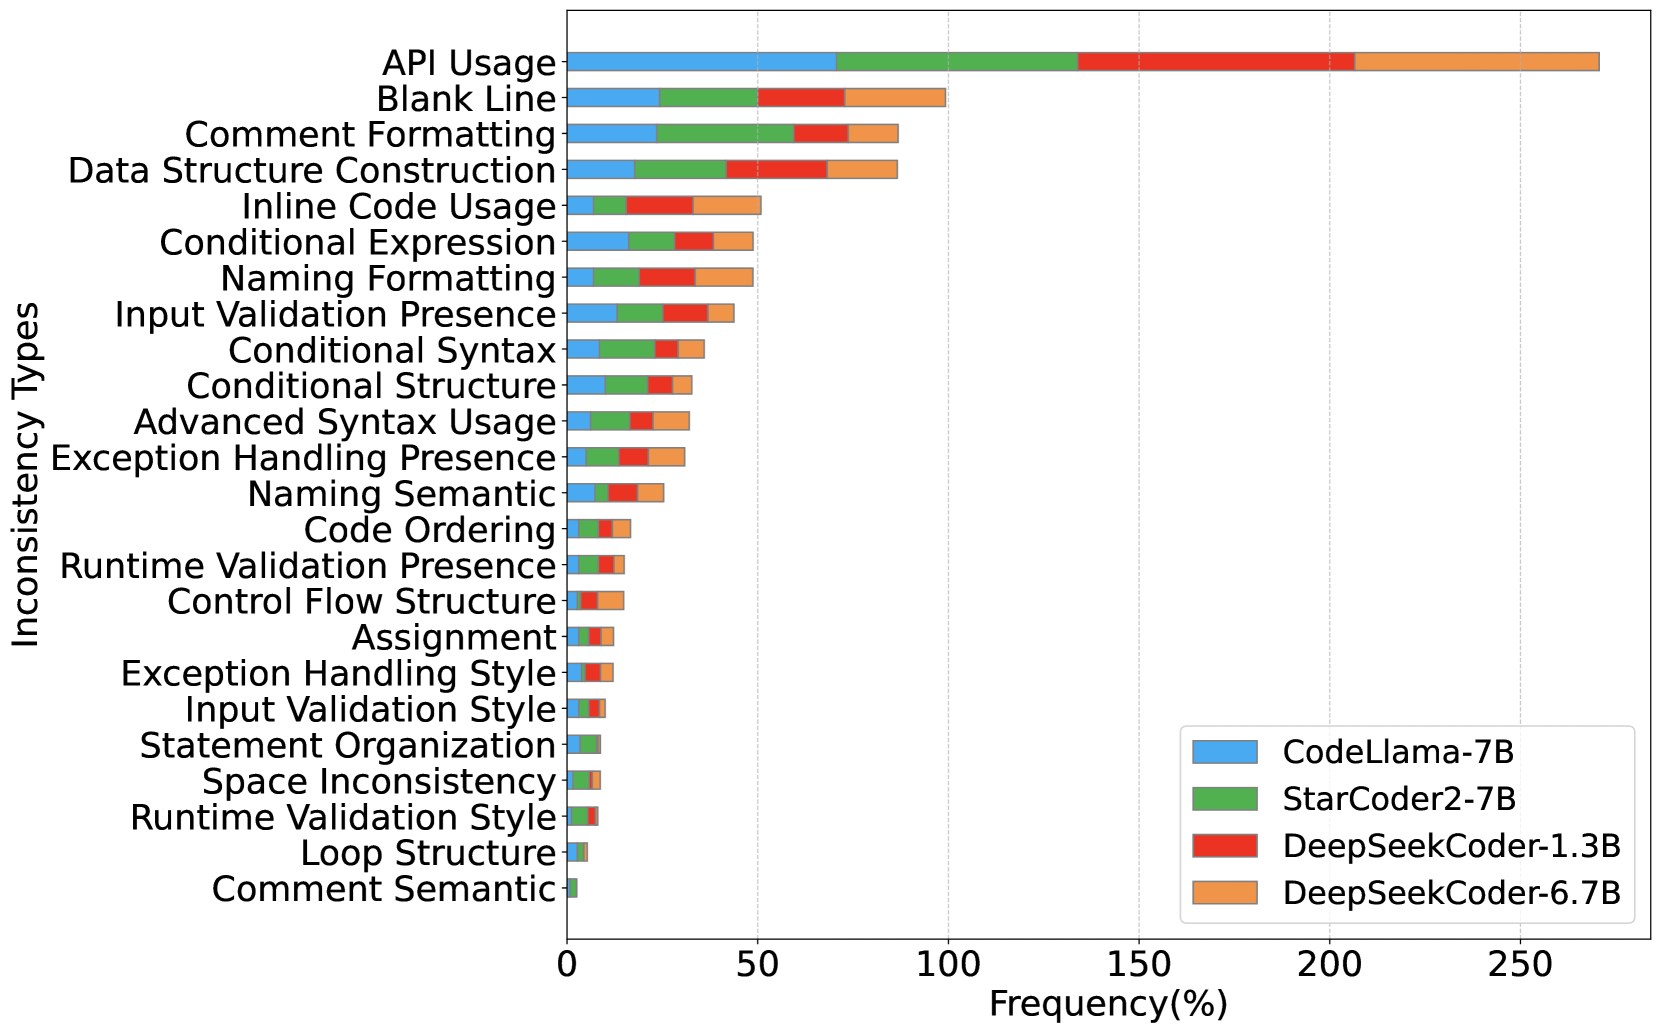 Inconsistency Types
API Usage
Blank Line
Comment Formatting
Data Structure Construction
Inline Code Usage
Conditional Expression
Naming Formatting
Input Validation Presence
Conditional Syntax
Conditional Structure
Advanced Syntax Usage
Exception Handling Presence
Naming Semantic
Code Ordering
Runtime Validation Presence
Control Flow Structure
Assignment
Exception Handling Style
Input Validation Style
Statement Organization
Space Inconsistency
Runtime Validation Style
Loop Structure
Comment Semantic
CodeLlama-7B
StarCoder2-7B
DeepSeekCoder-1.3B
DeepSeekCoder-6.7B
0 50 100 150 200 250
Frequency(%)